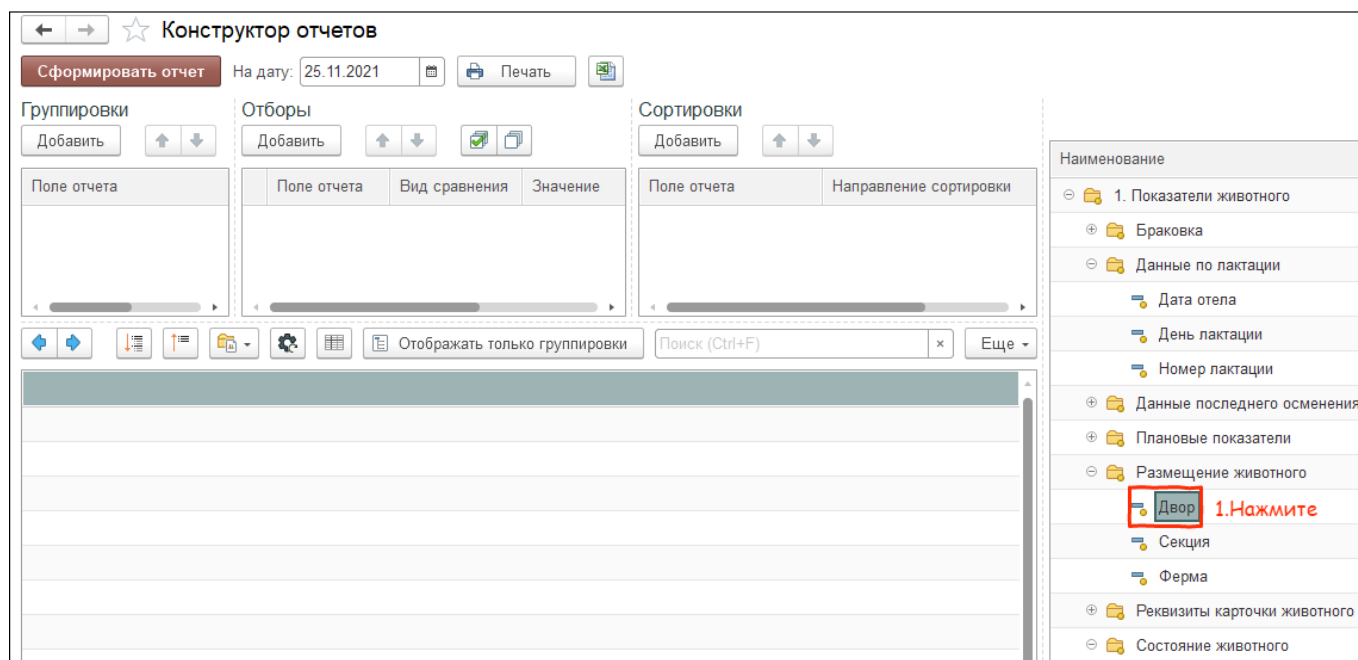 Конструктор отчетов
Сформировать отчет На дату: 25.11.2021 Печать
Группировки Отборы Сортировки
Добавить Добавить Добавить
Наименование
Поле отчета Поле отчета Вид сравнения Значение Поле отчета Направление сортировки
1. Показатели животного
Браковка
Данные по лактации
Дата отела
День лактации
Отображать только группировки Поиск (Ctrl+F) × Еще
Номер лактации
Данные последнего осменения
Плановые показатели
Размещение животного
Двор 1.Нажмите
Секция
Ферма
Реквизиты карточки животного
Состояние животного